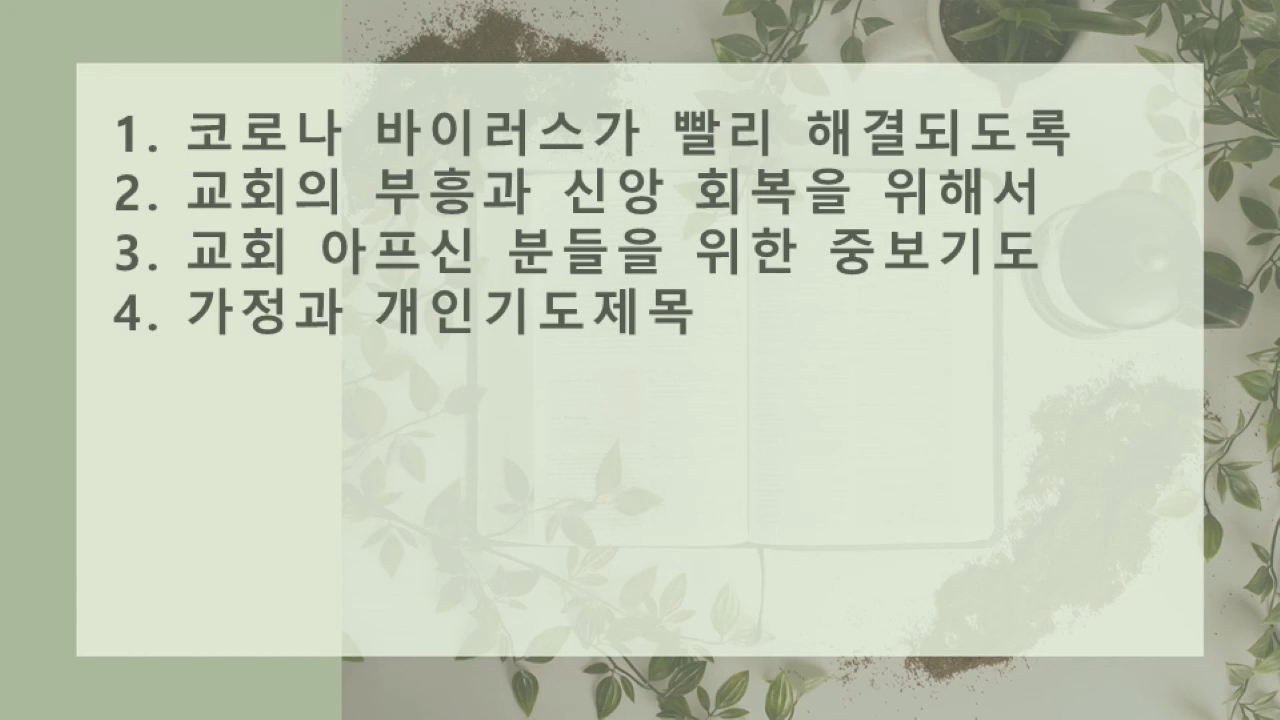 1. 코로나 바이러스가 빨리 해결되도록
2. 교회의 부흥과 신앙 회복을 위해서
3. 교회 아프신 분들을 위한 중보기도
4. 가정과 개인기도제목